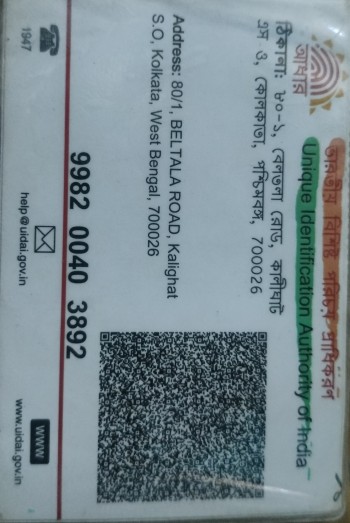 ভারতীয় বিশিষ্ট পরিচয় প্রাধিকরণ
Unique Identification Authority of India
আধার
ঠিকানা: ৮০-১, বেলতলা রোড, কালীঘাট
এস ও, কোলকাতা, পশ্চিমবঙ্গ, 700026
Address: 80/1, BELTALA ROAD, Kalighat
S.O, Kolkata, West Bengal, 700026
9982 0040 3892
1947
help@uidai.gov.in
www
www.uidai.gov.in